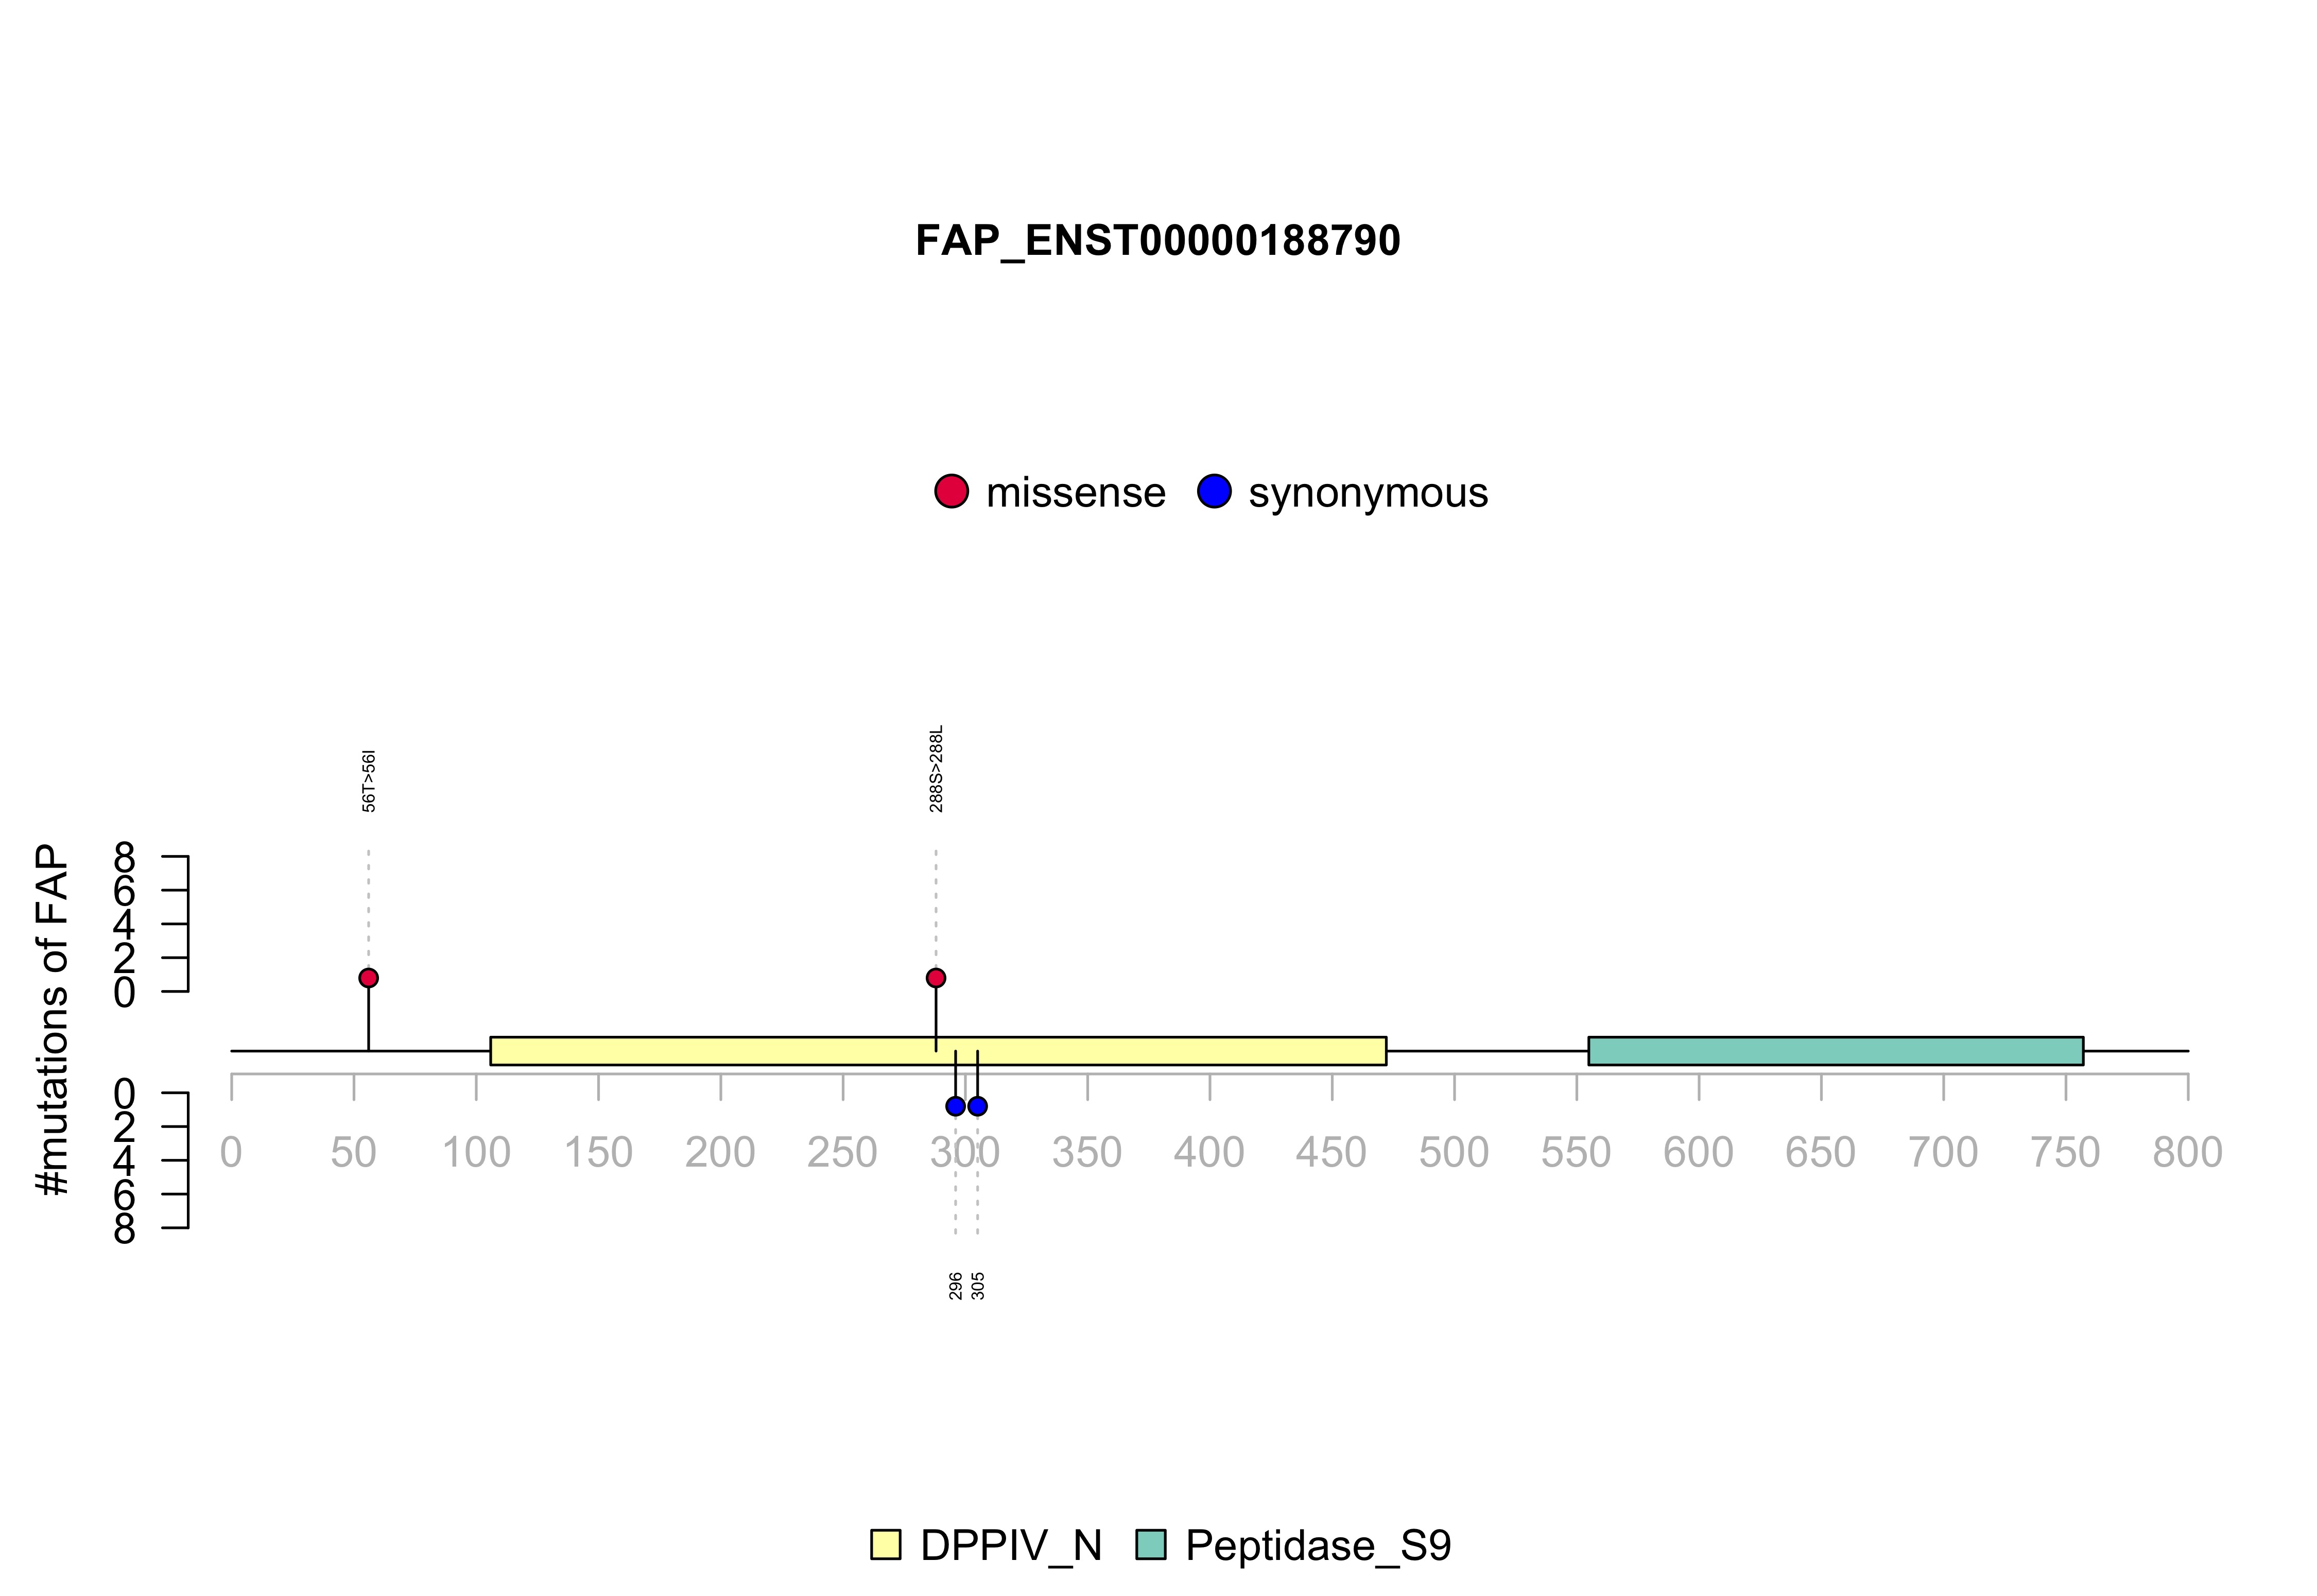 FAP_ENST00000188790
missense synonymous
56T>56I 288S>288L
#mutations of FAP
8
6
4
2
0
0
2
4
6
8
0 50 100 150 200 250 300 350 400 450 500 550 600 650 700 750 800
296 305
DPPIV_N Peptidase_S9